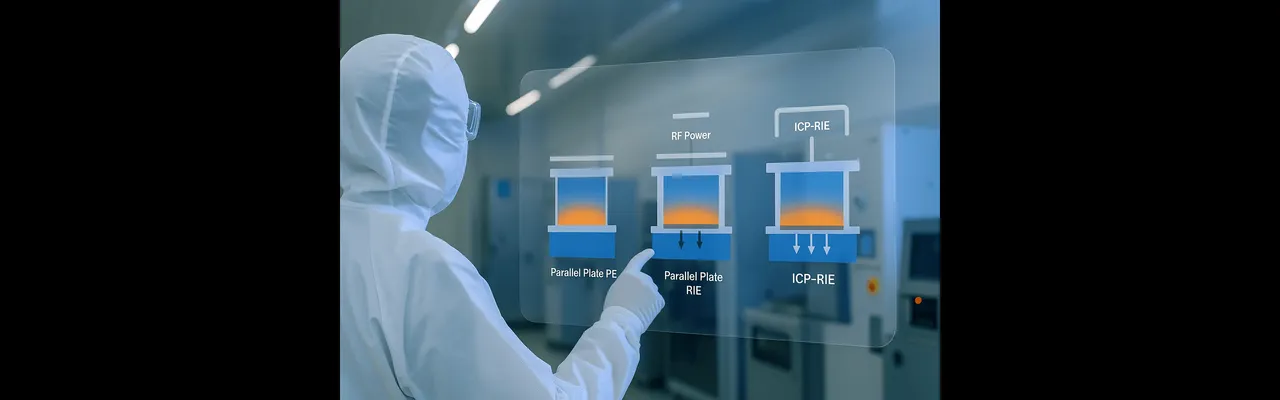 RF Power
ICP-RIE
Parallel Plate PE
Parallel Plate
RIE
ICP-RIE